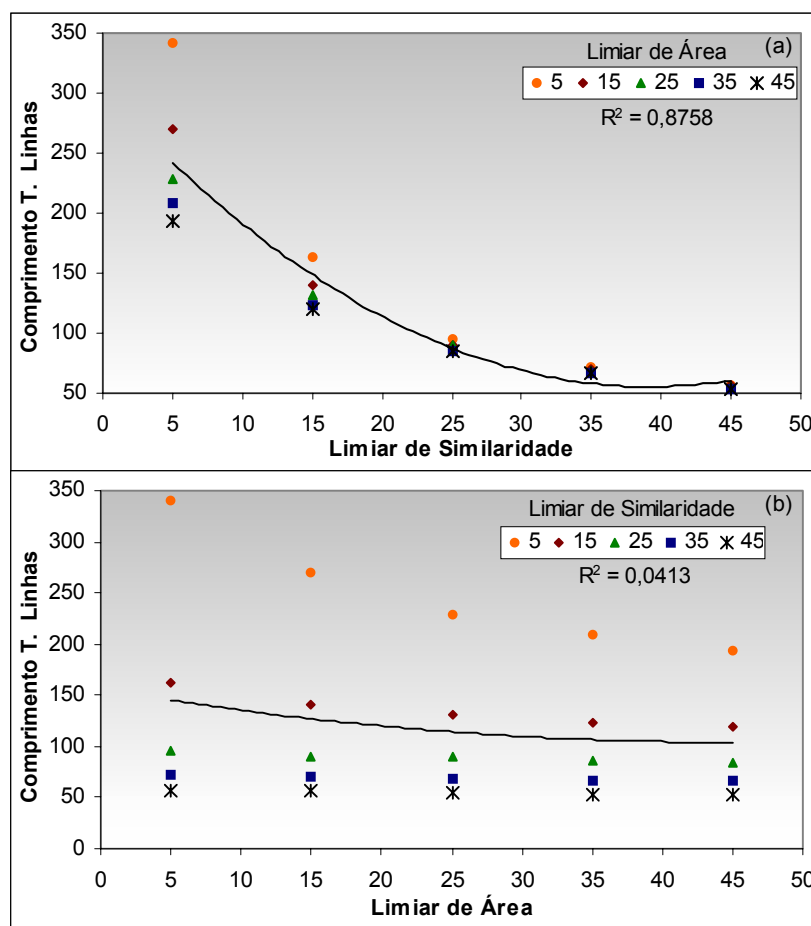 (a)
Limiar de Área
5 15 25 35 45
R² = 0,8758
Comprimento T. Linhas
350
300
250
200
150
100
50
0 5 10 15 20 25 30 35 40 45 50
Limiar de Similaridade
(b)
Limiar de Similaridade
5 15 25 35 45
R² = 0,0413
Comprimento T. Linhas
350
300
250
200
150
100
50
0
0 5 10 15 20 25 30 35 40 45 50
Limiar de Área